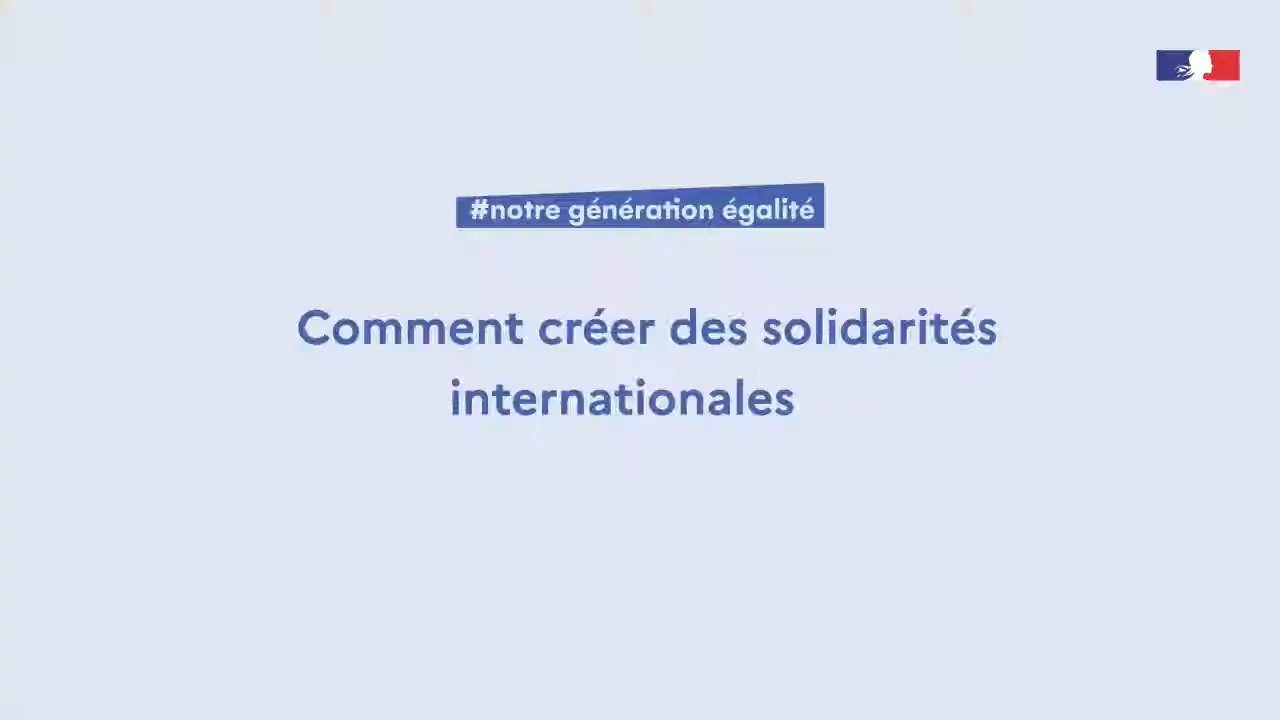 #notre génération égalité
Comment créer des solidarités
internationales